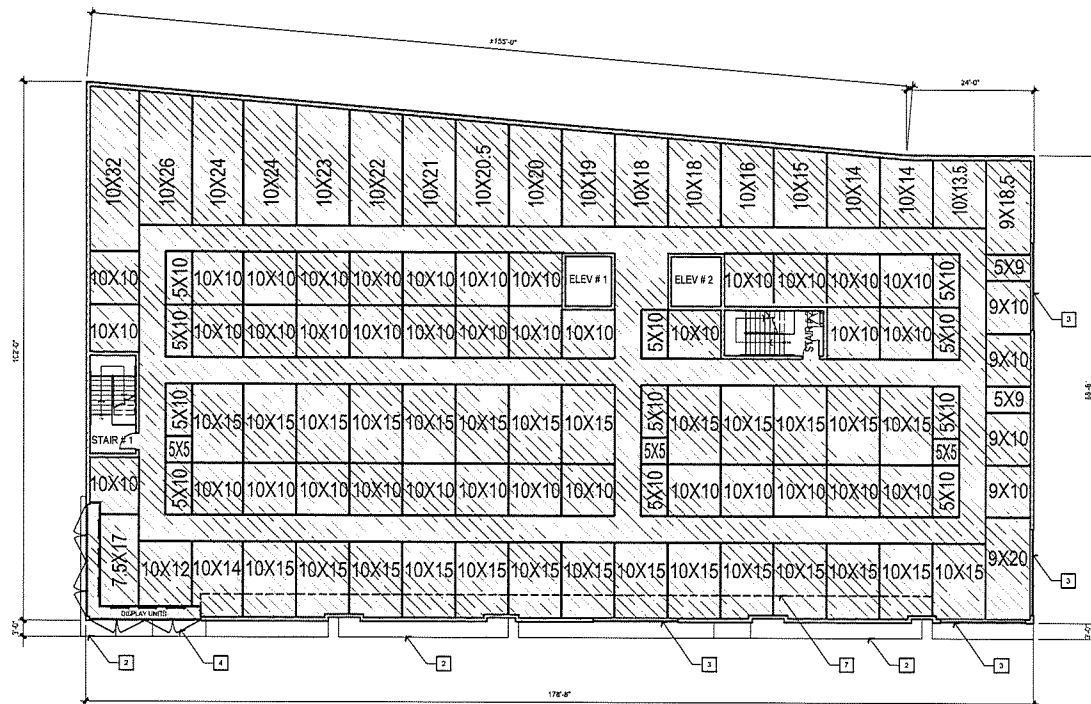 ±155'-0"
24'-0"
10X32
10X26
10X24
10X24
10X23
10X22
10X21
10X20.5
10X20
10X19
10X18
10X18
10X16
10X15
10X14
10X14
10X13.5
9X18.5
10X10 5X10 10X10 10X10 10X10 10X10 10X10 10X10 10X10 ELEV # 1 ELEV # 2 10X10 10X10 10X10 10X10 5X10 5X9
9X10 3
10X10 5X10 10X10 10X10 10X10 10X10 10X10 10X10 10X10 10X10 5X10 10X10 10X10 10X10 5X10
9X10
102'-0"
5X9
STAIR # 1 5X10 10X15 10X15 10X15 10X15 10X15 10X15 10X15 10X15 5X10 10X15 10X15 10X15 10X15 10X15 5X10 9X10
5X5 5X5 5X5
10X10 5X10 10X10 10X10 10X10 10X10 10X10 10X10 10X10 10X10 5X10 10X10 10X10 10X10 10X10 10X10 5X10 9X10
7.5X17
10X12 10X14 10X15 10X15 10X15 10X15 10X15 10X15 10X15 10X15 10X15 10X15 10X15 10X15 10X15 10X15 9X20 3
DISPLAY UNITS
3'-0"
2 4 2 3 7 2 3
178'-8"